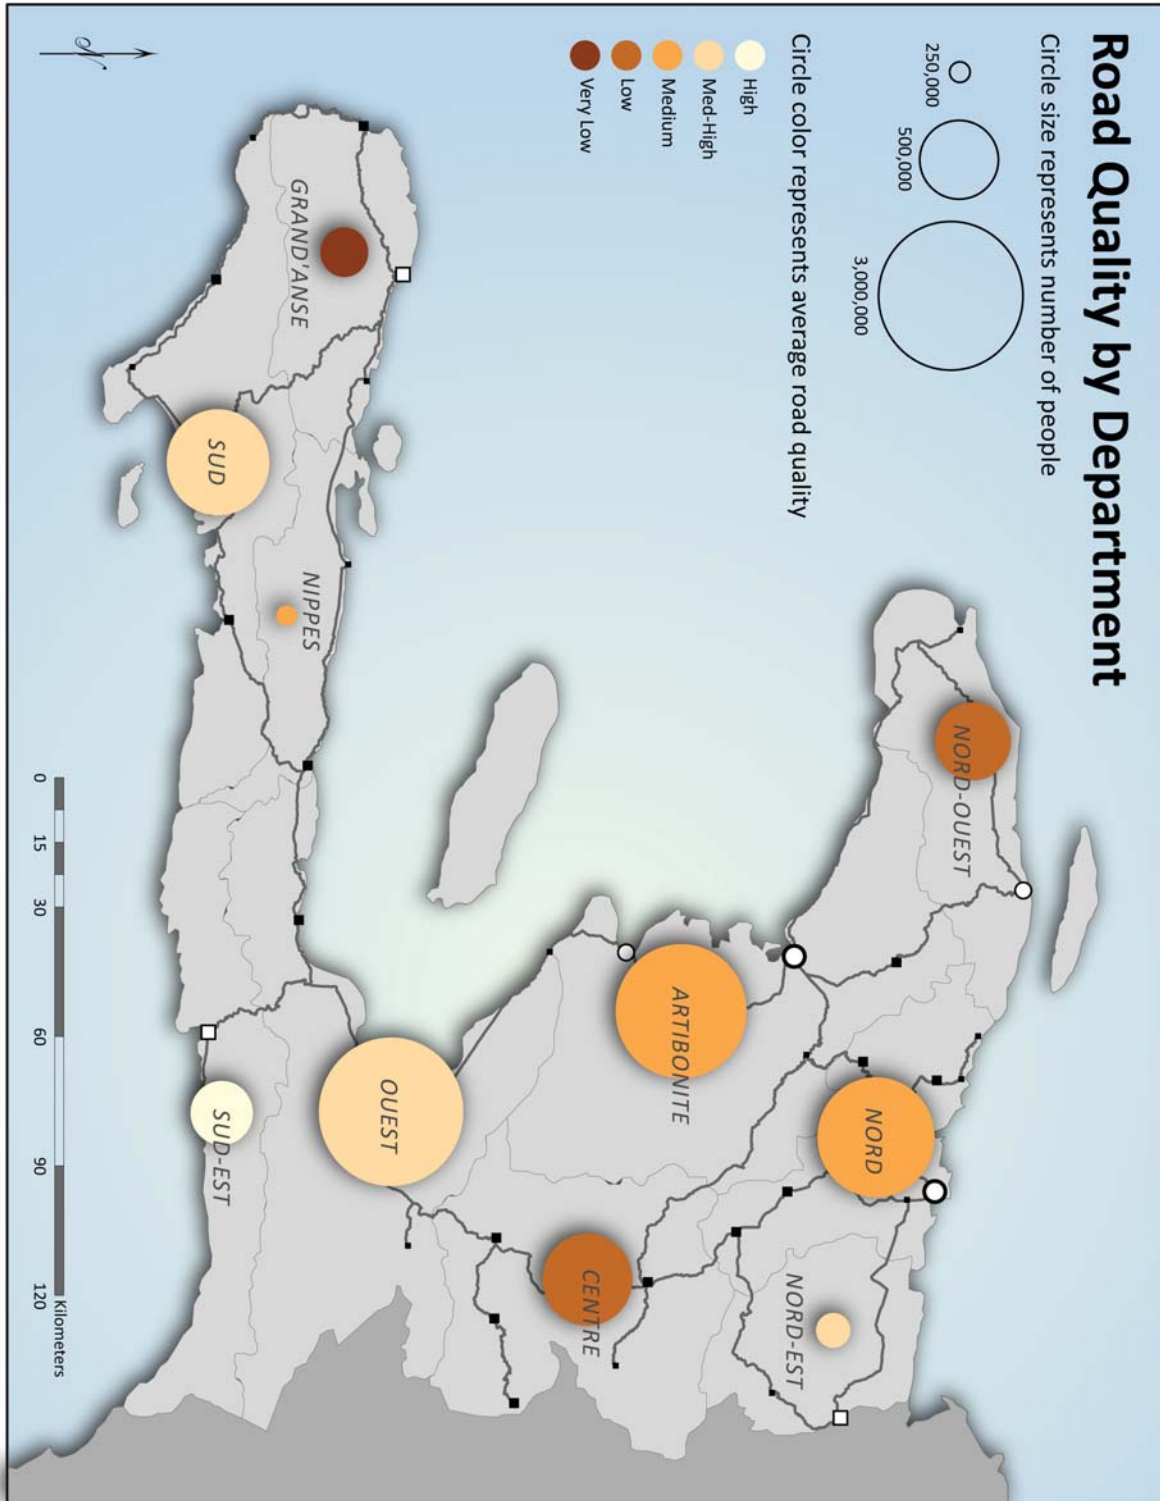 Road Quality by Department
Circle size represents number of people
250,000
500,000
3,000,000
Circle color represents average road quality
High
Med-High
Medium
Low
Very Low
N
NORD-OUEST
NORD
NORD-EST
ARTIBONITE
CENTRE
GRAND'ANSE
NIPPES
SUD
OUEST
SUD-EST
0 15 30 60 90 120
Kilometers